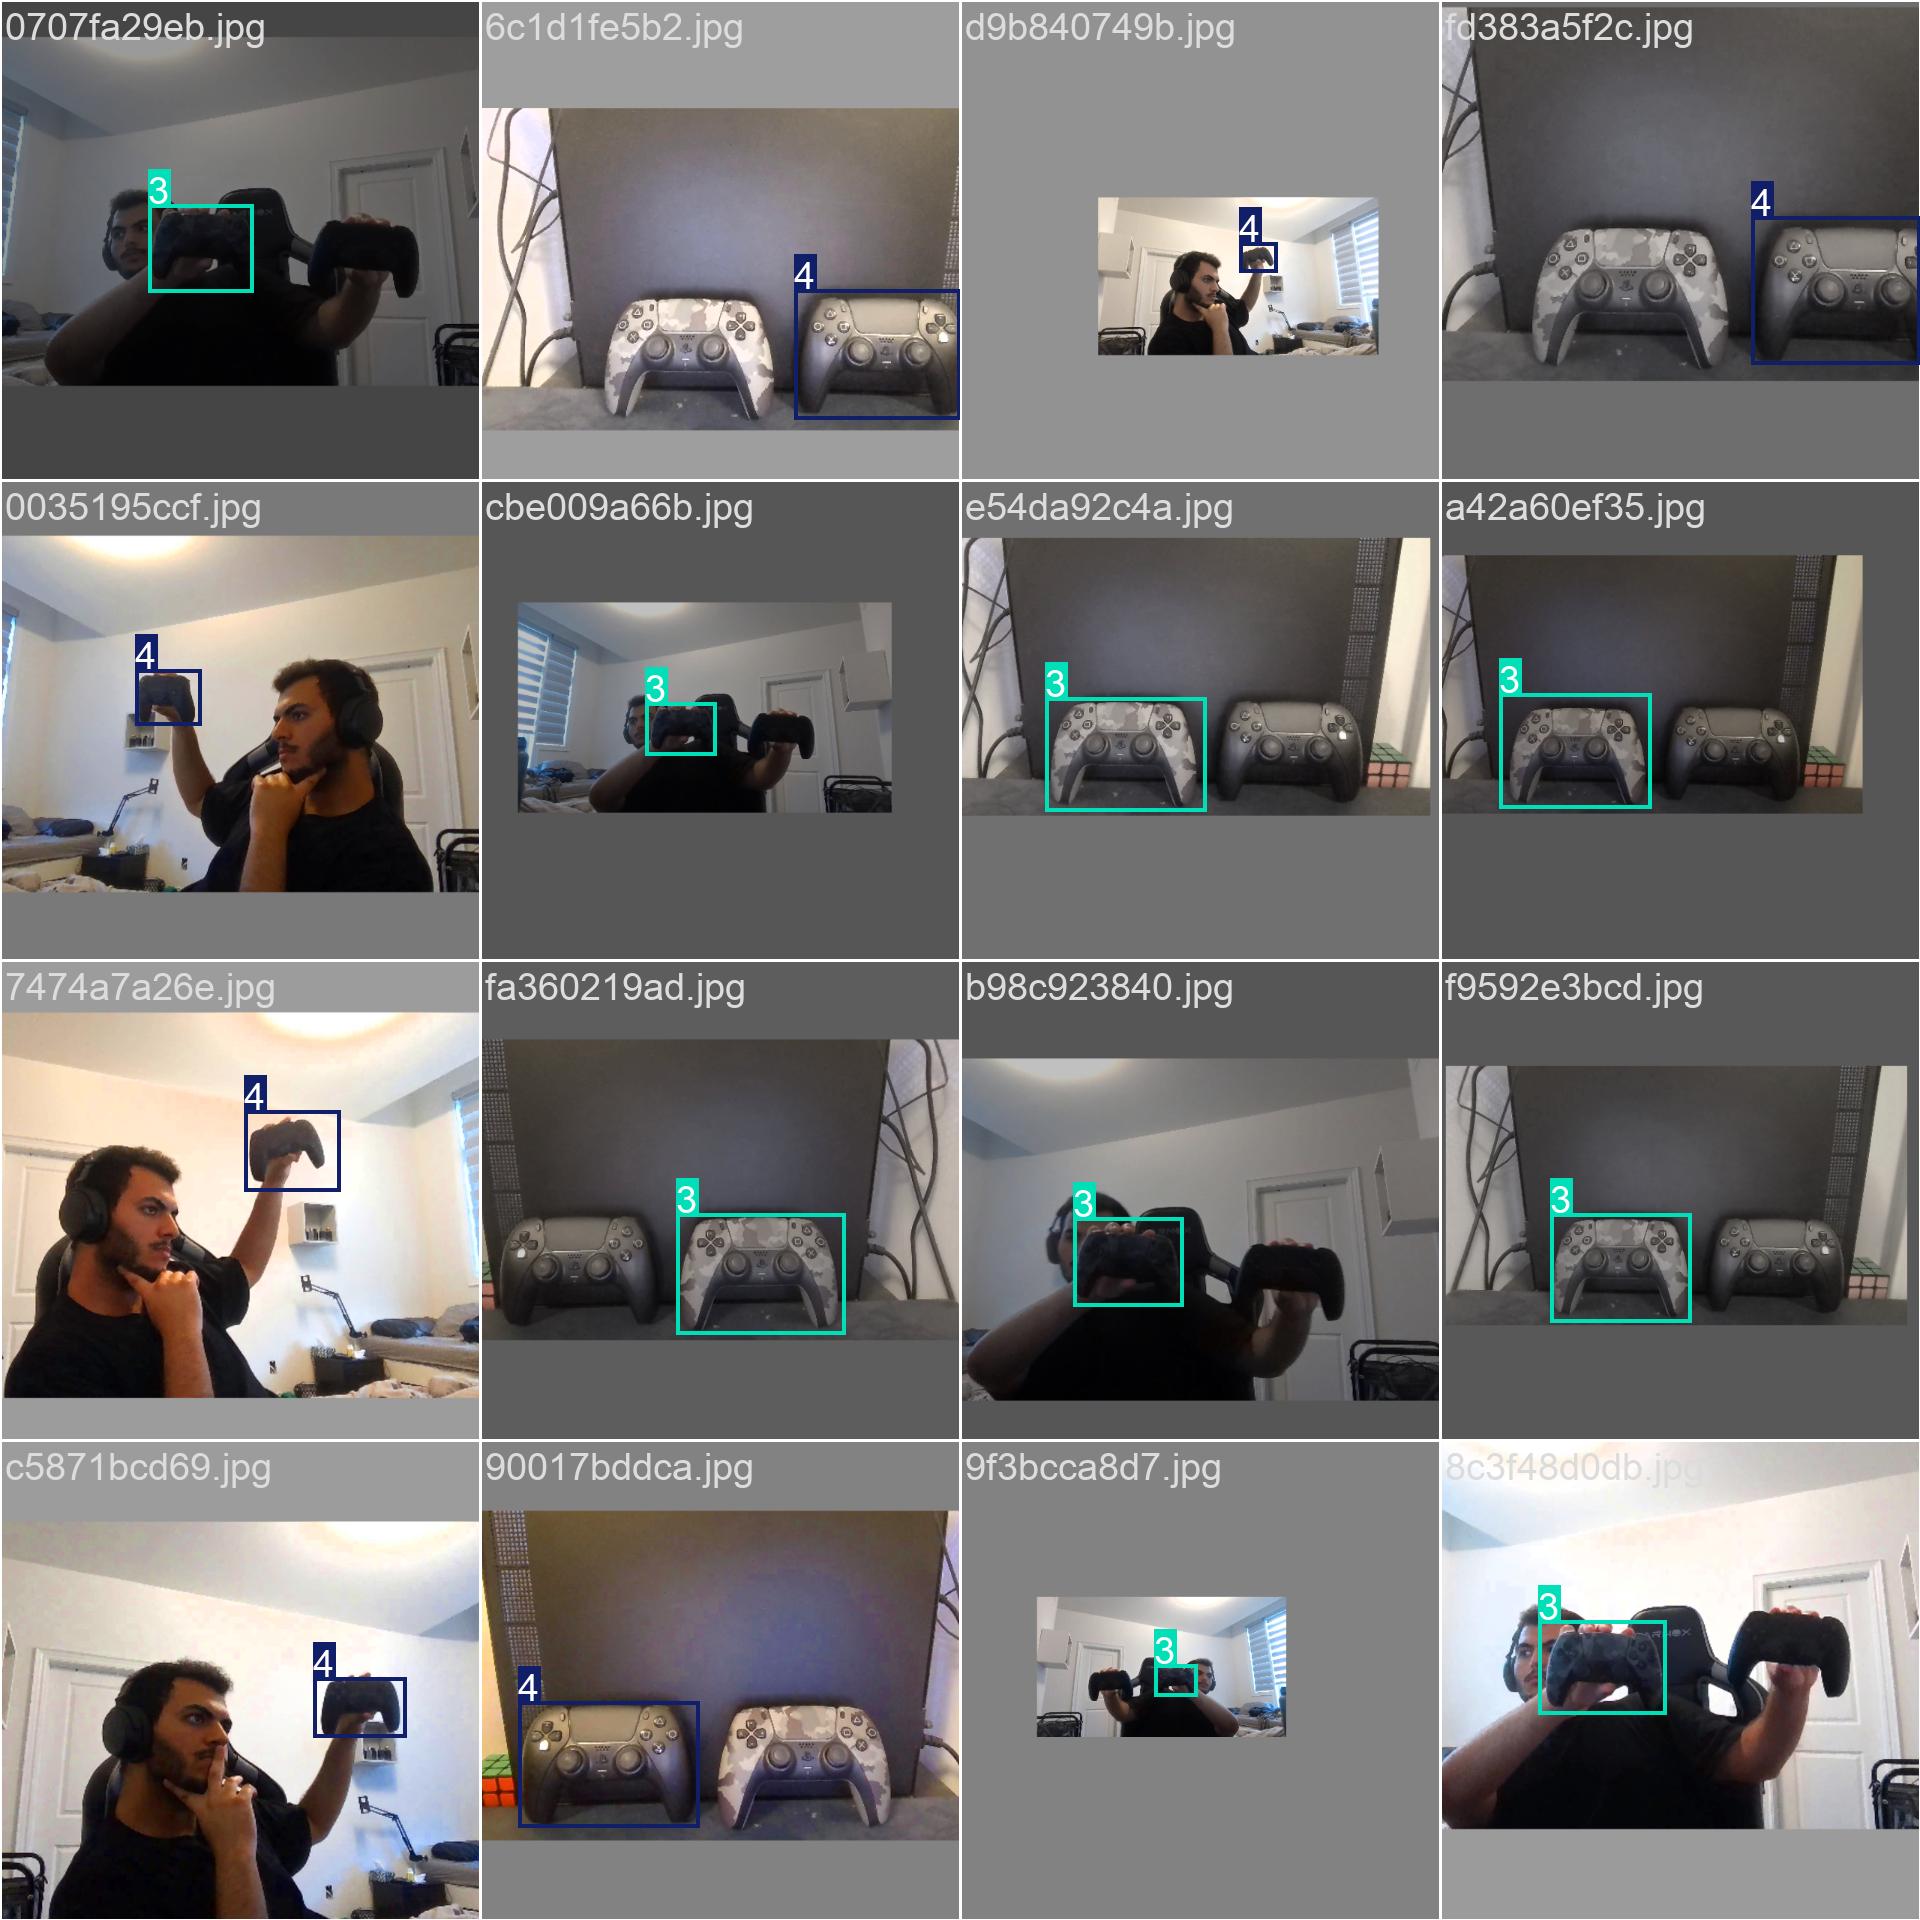 0707fa29eb.jpg
3
6c1d1fe5b2.jpg
4
d9b840749b.jpg
4
fd383a5f2c.jpg
4
0035195ccf.jpg
4
cbe009a66b.jpg
3
e54da92c4a.jpg
3
a42a60ef35.jpg
3
7474a7a26e.jpg
4
fa360219ad.jpg
3
b98c923840.jpg
3
f9592e3bcd.jpg
3
c5871bcd69.jpg
4
90017bddca.jpg
4
9f3bcca8d7.jpg
3
8c3f48d0db.jpg
3